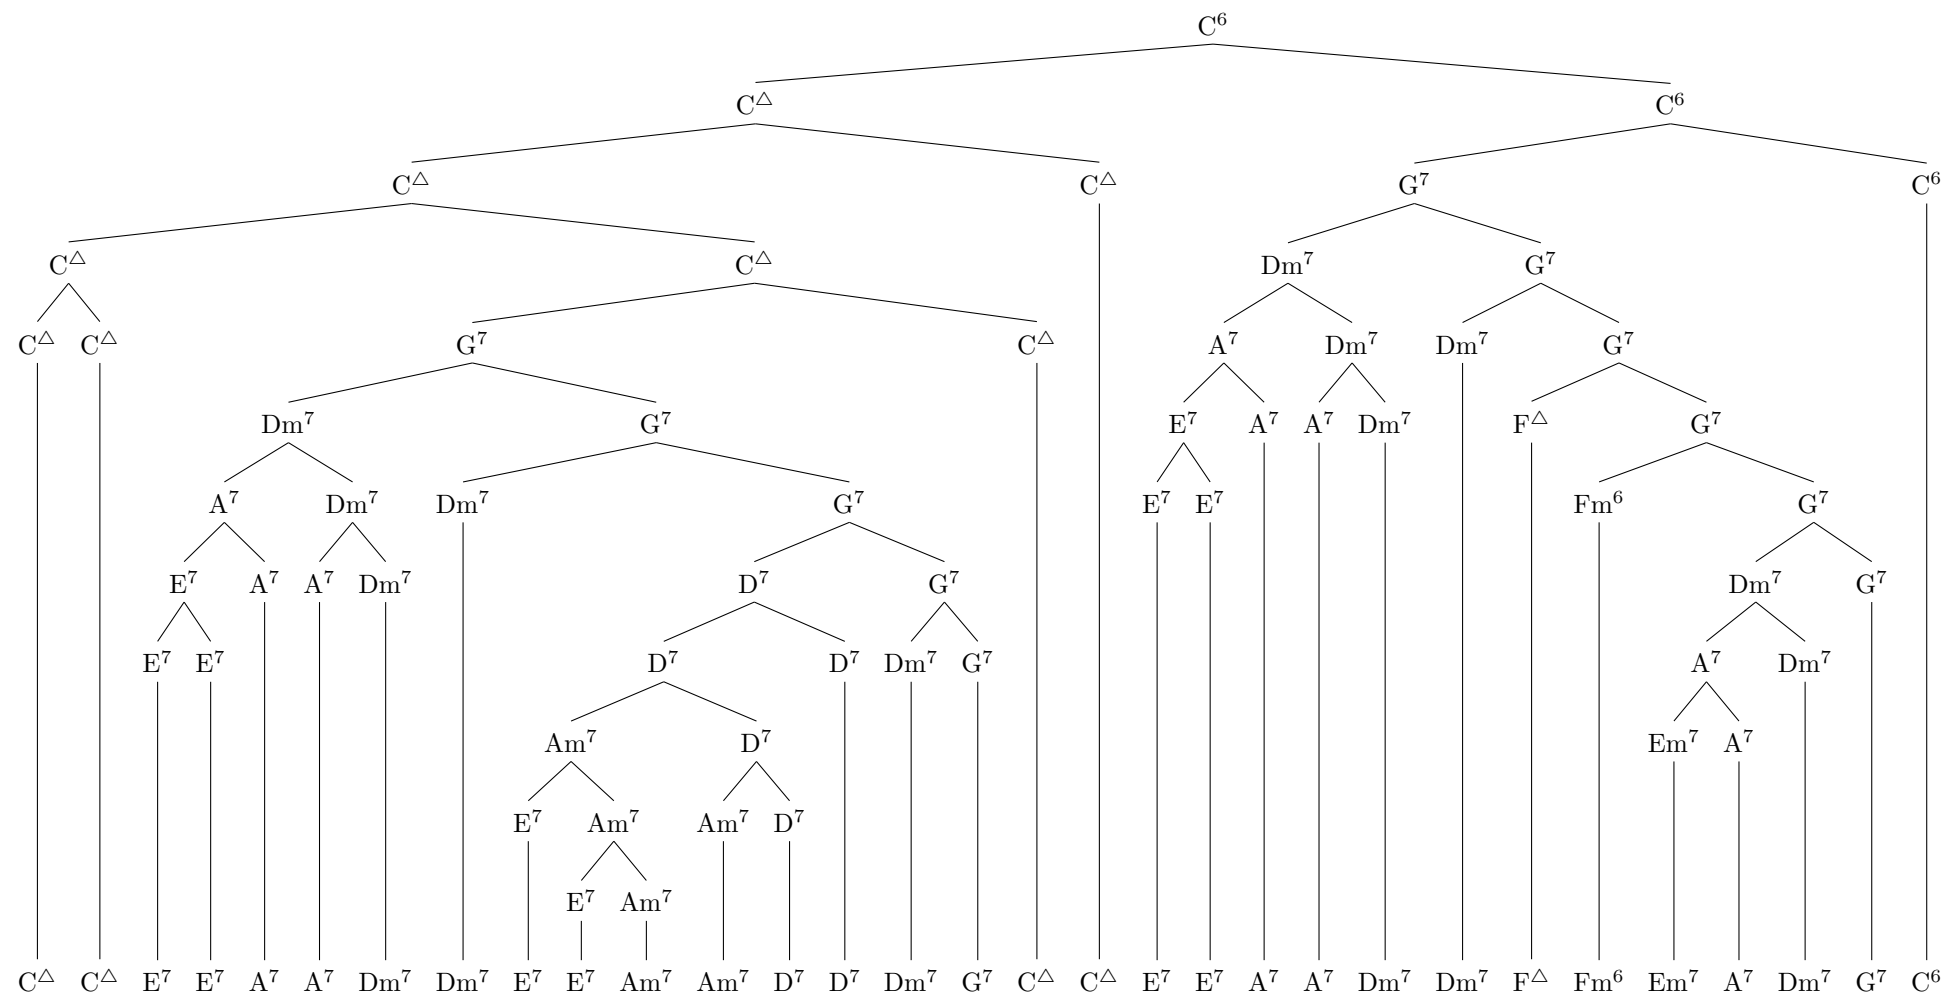 C⁶
C△ C⁶
C△ C△ G⁷ C⁶
C△ C△ Dm⁷ G⁷
C△ C△ G⁷ C△ A⁷ Dm⁷ Dm⁷ G⁷
Dm⁷ G⁷ E⁷ A⁷ A⁷ Dm⁷ F△ G⁷
A⁷ Dm⁷ Dm⁷ G⁷ E⁷ E⁷ Fm⁶ G⁷
E⁷ A⁷ A⁷ Dm⁷ D⁷ G⁷ Dm⁷ G⁷
E⁷ E⁷ D⁷ D⁷ Dm⁷ G⁷ A⁷ Dm⁷
Am⁷ D⁷ Em⁷ A⁷
E⁷ Am⁷ Am⁷ D⁷
E⁷ Am⁷
C△ C△ E⁷ E⁷ A⁷ A⁷ Dm⁷ Dm⁷ E⁷ E⁷ Am⁷ Am⁷ D⁷ D⁷ Dm⁷ G⁷ C△ C△ E⁷ E⁷ A⁷ A⁷ Dm⁷ Dm⁷ F△ Fm⁶ Em⁷ A⁷ Dm⁷ G⁷ C⁶